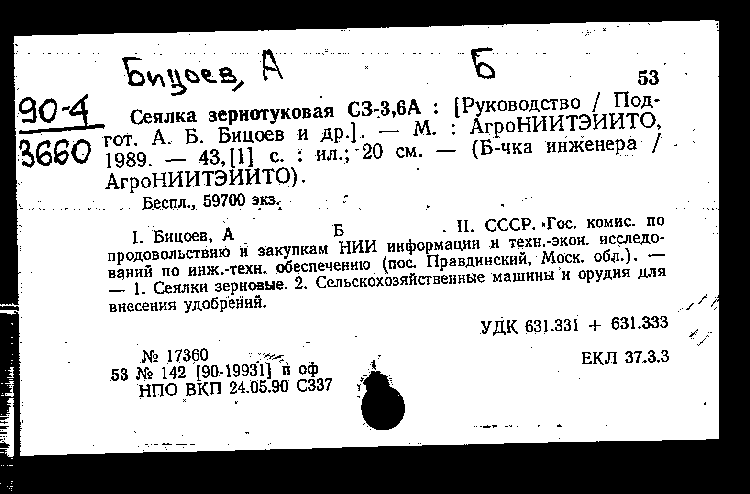 Бицоев, А Б
53
90-4
3660
Сеялка зернотуковая СЗ-3,6А : [Руководство / Под-
гот. А. Б. Бицоев и др.]. — М. : АгроНИИТЭИИТО,
1989. — 43,[1] с. : ил.; 20 см. — (Б-чка инженера /
АгроНИИТЭИИТО).
Беспл., 59700 экз.
I. Бицоев, А Б . II. СССР. Гос. комис. по
продовольствию и закупкам НИИ информации и техн.-экон. исследо-
ваний по инж.-техн. обеспечению (пос. Правдинский, Моск. обл.). —
— 1. Сеялки зерновые. 2. Сельскохозяйственные машины и орудия для
внесения удобрений.
УДК 631.331 + 631.333
№ 17360
ЕКЛ 37.3.3
53 № 142 [90-19931] п оф
НПО ВКП 24.05.90 С337